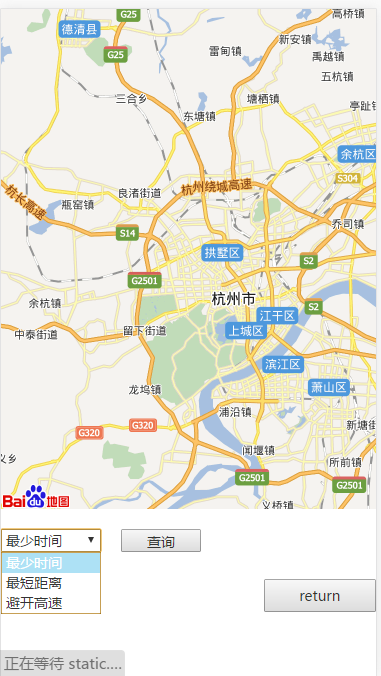 高桥镇
G25
德清县
新安镇
雷甸镇
G25
禹越镇
五杭镇
三合乡
塘栖镇
亭趾镇
东塘镇
余杭区
S304
杭州绕城高速
杭长高速
良渚街道
瓶窑镇
乔司镇
S14
拱墅区
S2
G2501
杭州市
余杭镇
S2
江干区
中泰街道
留下街道
上城区
滨江区
龙坞镇
萧山区
浦沿镇
G320
G320
新塘街
闻堰镇
义乡
所前镇
G2501
G2501
Bai du 地图
义桥镇
最少时间
查询
最少时间
最短距离
避开高速
return
正在等待 static....